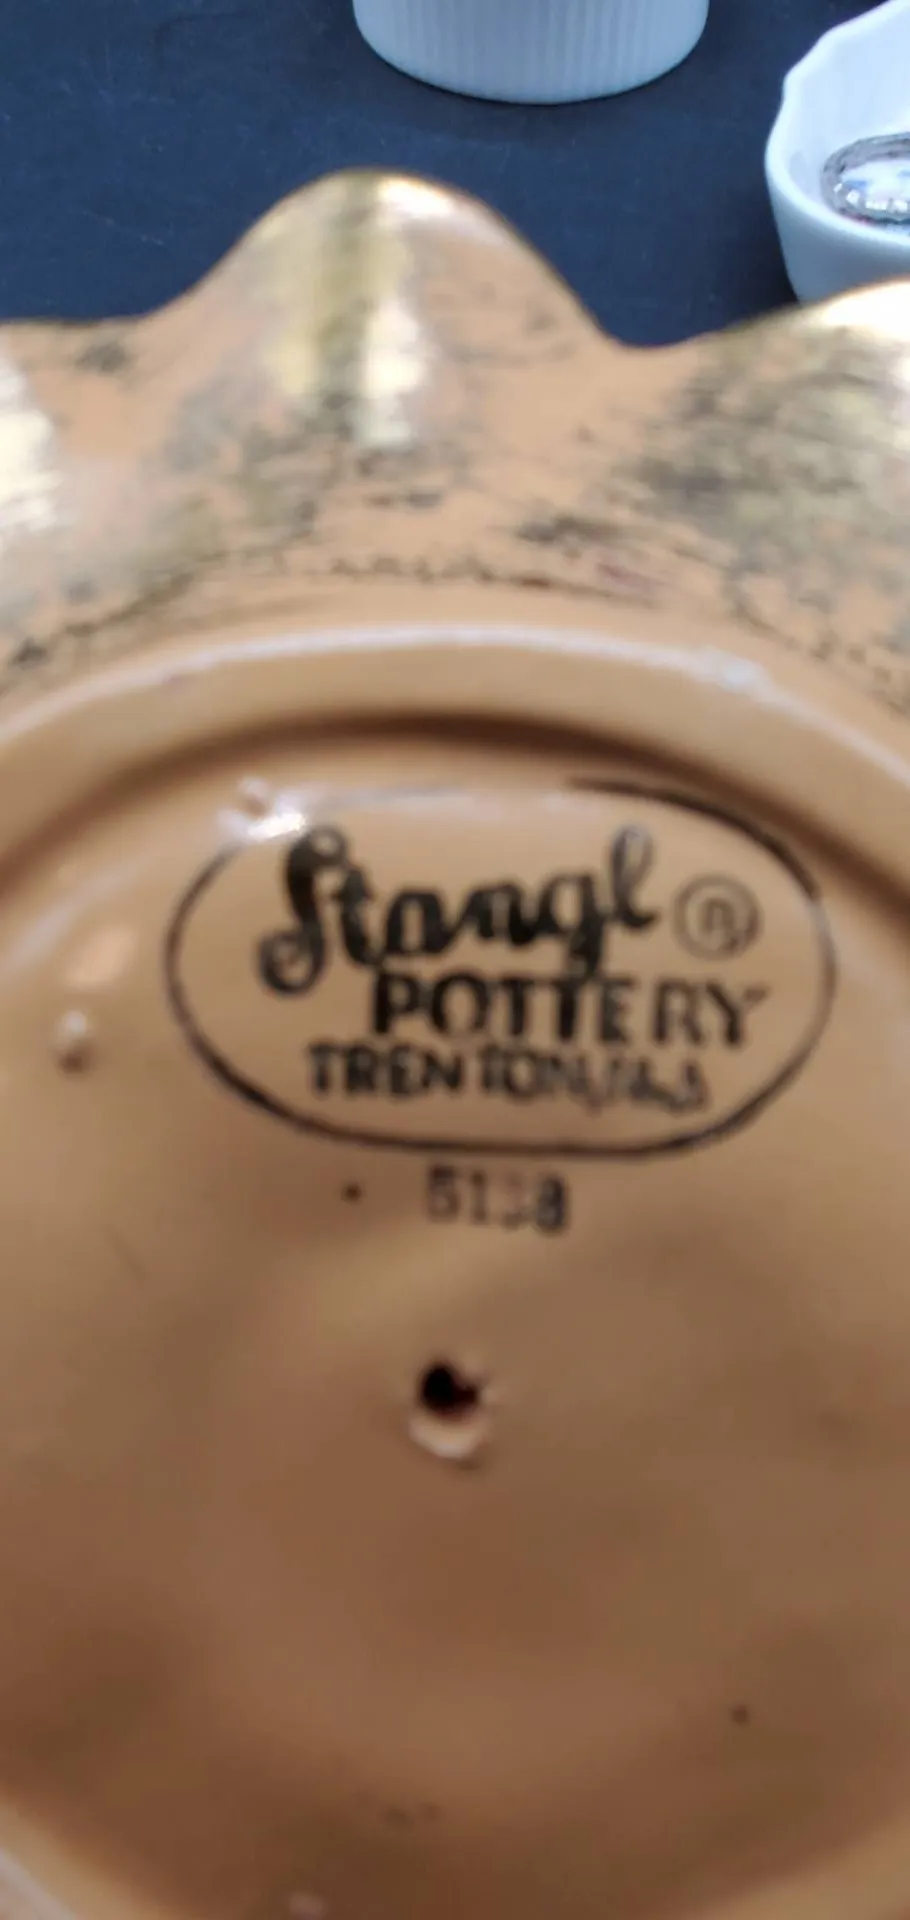 Stangl ®
POTTERY
TRENTON, N.J.
5138